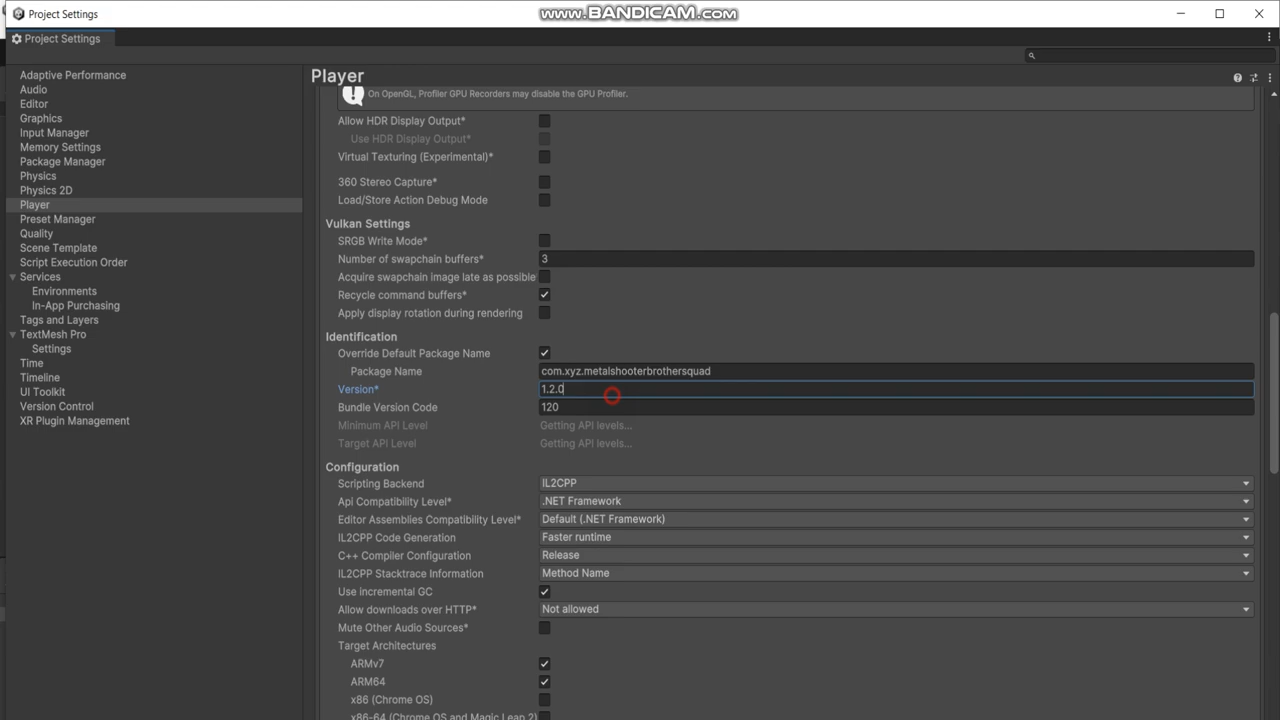 Project Settings
www.BANDICAM.com
Project Settings
Adaptive Performance
Audio
Editor
Graphics
Input Manager
Memory Settings
Package Manager
Physics
Physics 2D
Player
Preset Manager
Quality
Scene Template
Script Execution Order
Services
Environments
In-App Purchasing
Tags and Layers
TextMesh Pro
Settings
Time
Timeline
UI Toolkit
Version Control
XR Plugin Management
Player
On OpenGL, Profiler GPU Recorders may disable the GPU Profiler.
Allow HDR Display Output*
Use HDR Display Output*
Virtual Texturing (Experimental)*
360 Stereo Capture*
Load/Store Action Debug Mode
Vulkan Settings
SRGB Write Mode*
Number of swapchain buffers* 3
Acquire swapchain image late as possible
Recycle command buffers*
Apply display rotation during rendering
Identification
Override Default Package Name
Package Name com.xyz.metalshooterbrothersquad
Version* 1.2.0
Bundle Version Code 120
Minimum API Level Getting API levels...
Target API Level Getting API levels...
Configuration
Scripting Backend IL2CPP
Api Compatibility Level* .NET Framework
Editor Assemblies Compatibility Level* Default (.NET Framework)
IL2CPP Code Generation Faster runtime
C++ Compiler Configuration Release
IL2CPP Stacktrace Information Method Name
Use incremental GC
Allow downloads over HTTP* Not allowed
Mute Other Audio Sources*
Target Architectures
ARMv7
ARM64
x86 (Chrome OS)
x86-64 (Chrome OS and Magic Leap 2)